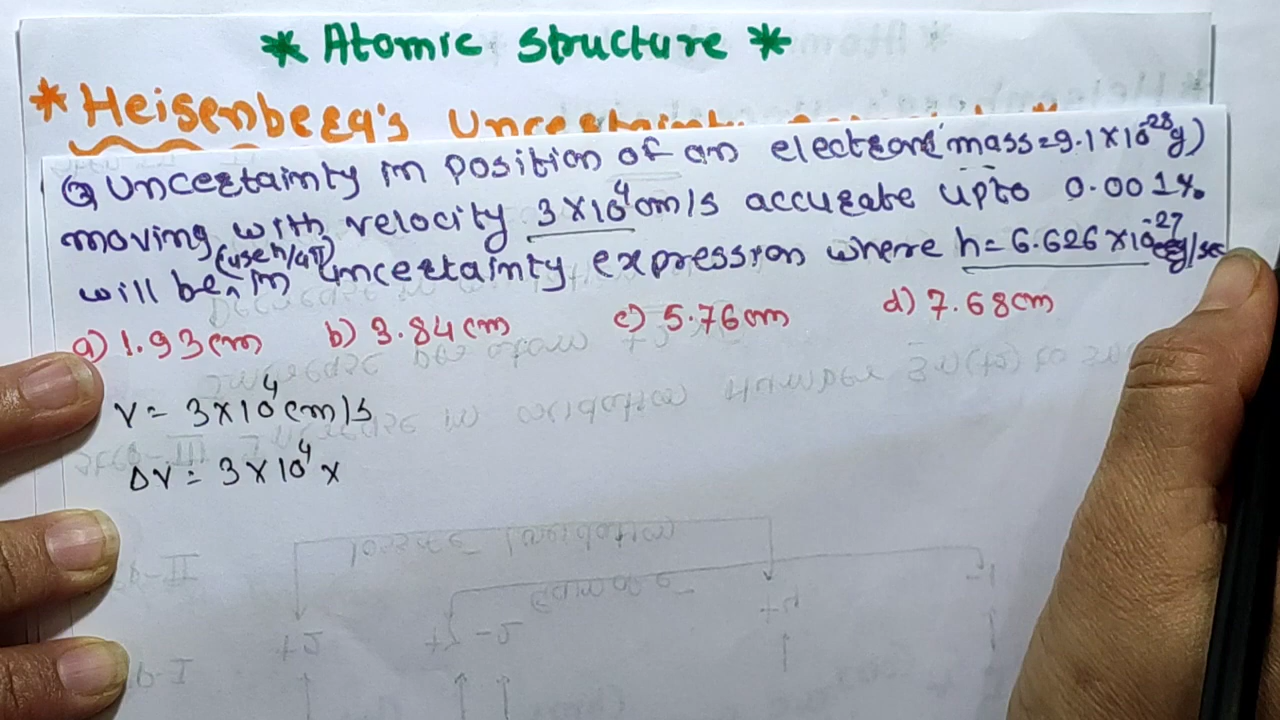 * Atomic structure *
* Heisenberg's Uncertainty
Q Uncertainty in position of an electron (mass = 9.1 × 10⁻²⁸ g)
moving with velocity 3 × 10⁴ cm/s accurate upto 0.001%
will be in (use h/4π) uncertainty expression where h = 6.626 × 10⁻²⁷
a) 1.93 cm b) 3.84 cm c) 5.76 cm d) 7.68 cm
V = 3 × 10⁴ cm/s
ΔV = 3 × 10⁴ ×